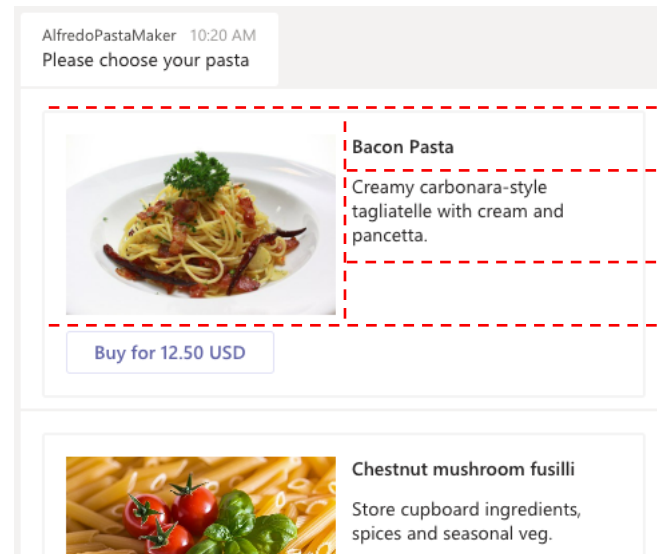 AlfredoPastaMaker 10:20 AM
Please choose your pasta
Bacon Pasta
Creamy carbonara-style
tagliatelle with cream and
pancetta.
Buy for 12.50 USD
Chestnut mushroom fusilli
Store cupboard ingredients,
spices and seasonal veg.